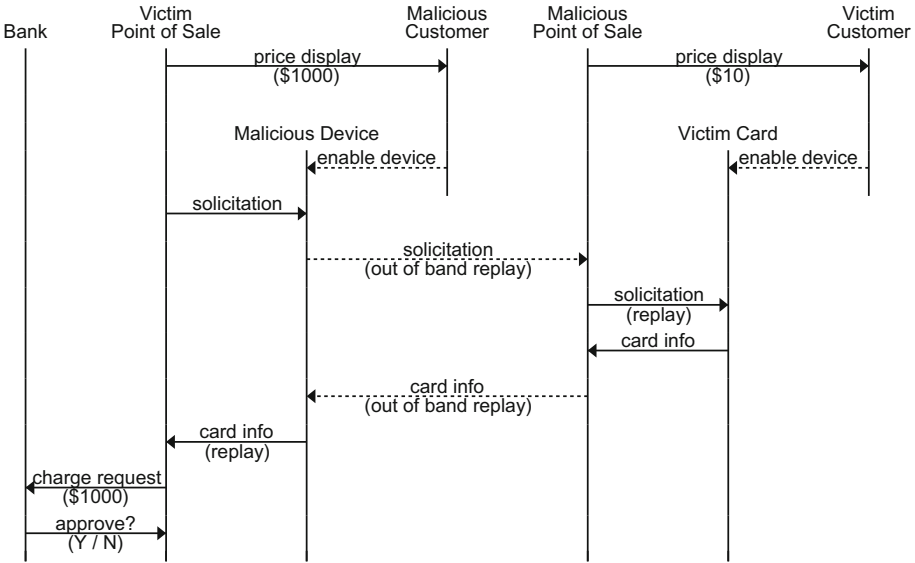 Bank
Victim
Point of Sale
Malicious
Customer
Malicious
Point of Sale
Victim
Customer
price display
($1000)
price display
($10)
Malicious Device
Victim Card
enable device
enable device
solicitation
solicitation
(out of band replay)
solicitation
(replay)
card info
card info
(out of band replay)
card info
(replay)
charge request
($1000)
approve?
(Y / N)